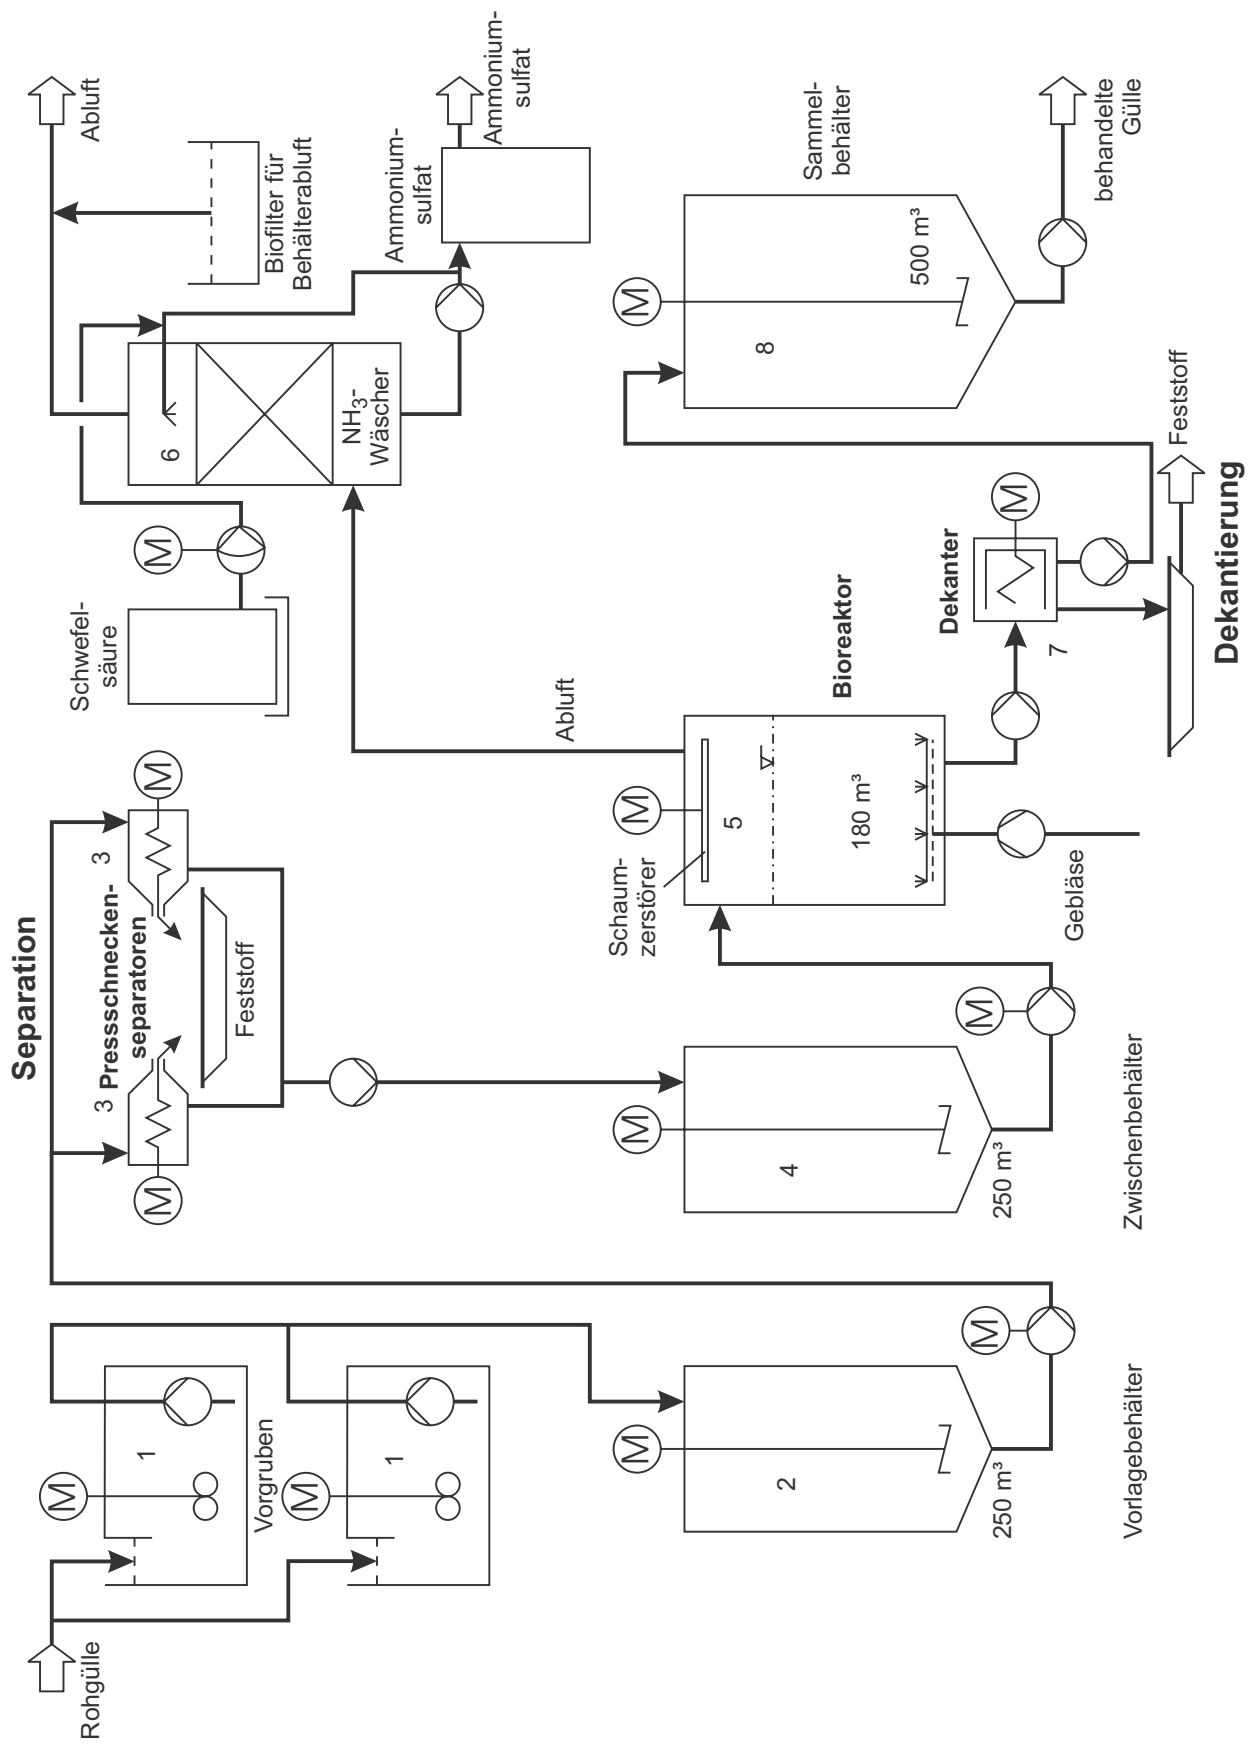 Rohgülle
M
1
Vorgruben
M
1
M
2
250 m³
Vorlagebehälter
M
Separation
3
Pressschnecken-
separatoren
3
M
M
Feststoff
M
4
250 m³
Zwischenbehälter
M
Schwefel-
säure
M
6
NH3-
Wäscher
Abluft
Biofilter für
Behälterabluft
Ammonium-
sulfat
Ammonium-
sulfat
Abluft
Schaum-
zerstörer
M
5
180 m³
Bioreaktor
Gebläse
Dekanter
M
7
Feststoff
Dekantierung
M
8
500 m³
Sammel-
behälter
behandelte
Gülle